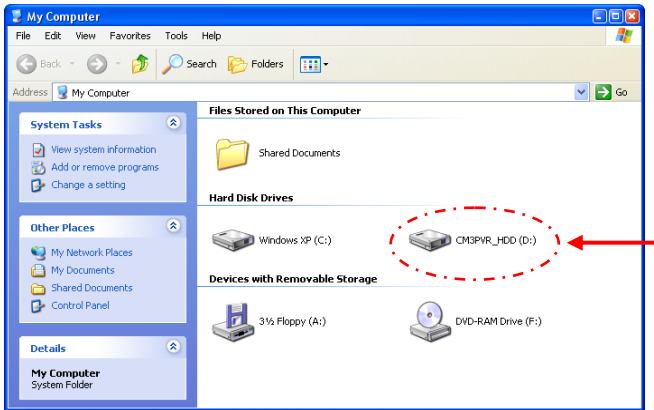 My Computer
File Edit View Favorites Tools Help
Back Search Folders
Address My Computer Go
System Tasks
View system information
Add or remove programs
Change a setting
Other Places
My Network Places
My Documents
Shared Documents
Control Panel
Details
My Computer
System Folder
Files Stored on This Computer
Shared Documents
Hard Disk Drives
Windows XP (C:)
CM3PVR_HDD (D:)
Devices with Removable Storage
3½ Floppy (A:)
DVD-RAM Drive (F:)